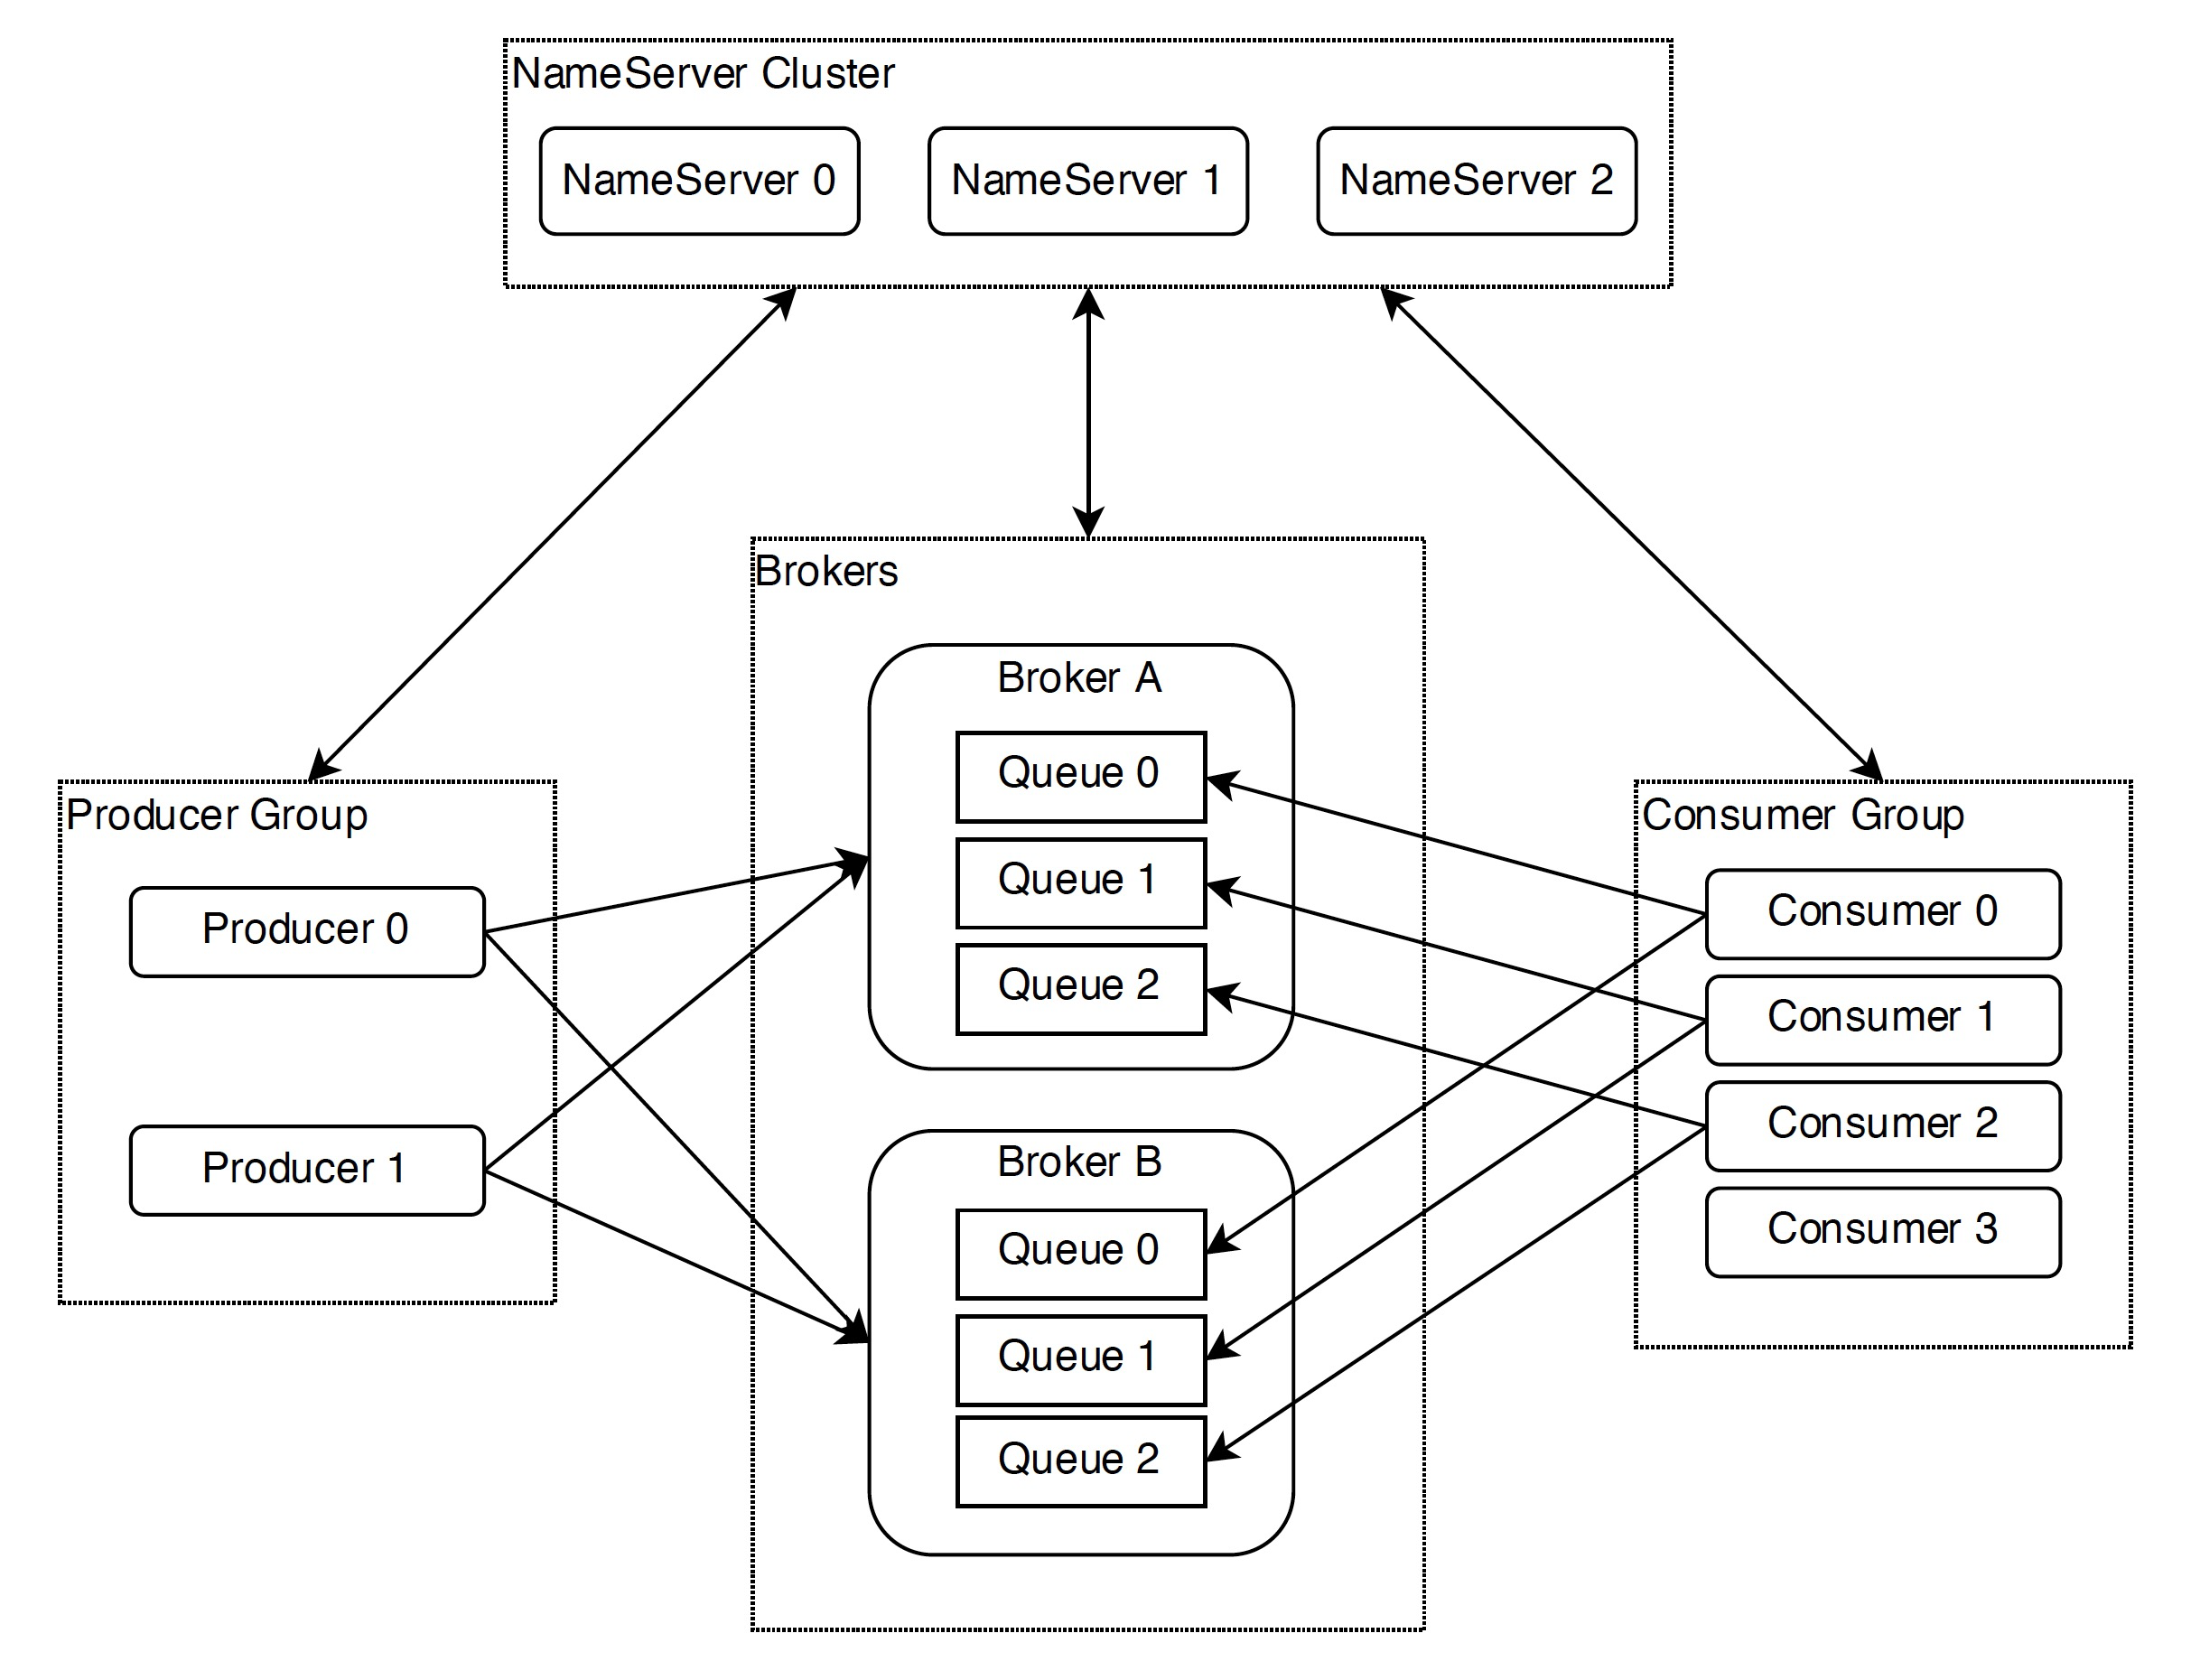 NameServer Cluster
NameServer 0
NameServer 1
NameServer 2
Brokers
Broker A
Queue 0
Queue 1
Queue 2
Broker B
Queue 0
Queue 1
Queue 2
Producer Group
Producer 0
Producer 1
Consumer Group
Consumer 0
Consumer 1
Consumer 2
Consumer 3